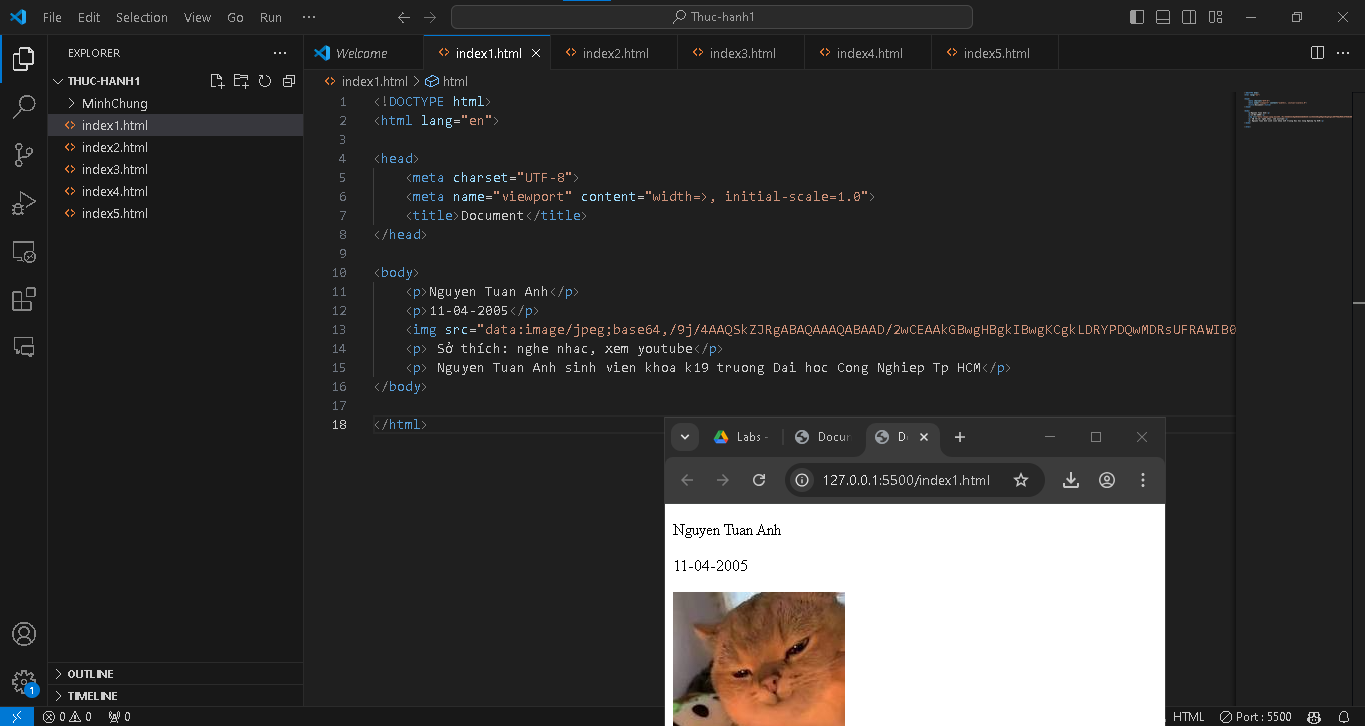 File Edit Selection View Go Run ··· Thuc-hanh1
EXPLORER ···
THUC-HANH1
MinhChung
index1.html
index2.html
index3.html
index4.html
index5.html
OUTLINE
TIMELINE
Welcome index1.html index2.html index3.html index4.html index5.html ···
index1.html > html
1 <!DOCTYPE html>
2 <html lang="en">
3
4 <head>
5 <meta charset="UTF-8">
6 <meta name="viewport" content="width=>, initial-scale=1.0">
7 <title>Document</title>
8 </head>
9
10 <body>
11 <p>Nguyen Tuan Anh</p>
12 <p>11-04-2005</p>
13 <img src="data:image/jpeg;base64,/9j/4AAQSkZJRgABAQAAAQABAAD/2wCEAAkGBwgHBgkIBwgKCgkLDRYPDQwMDRsUFRAWIB0
14 <p> Sở thích: nghe nhac, xem youtube</p>
15 <p> Nguyen Tuan Anh sinh vien khoa k19 truong Dai hoc Cong Nghiep Tp HCM</p>
16 </body>
17
18 </html>
Labs - Docur D
127.0.0.1:5500/index1.html
Nguyen Tuan Anh
11-04-2005
1
0 0 0 HTML Port : 5500